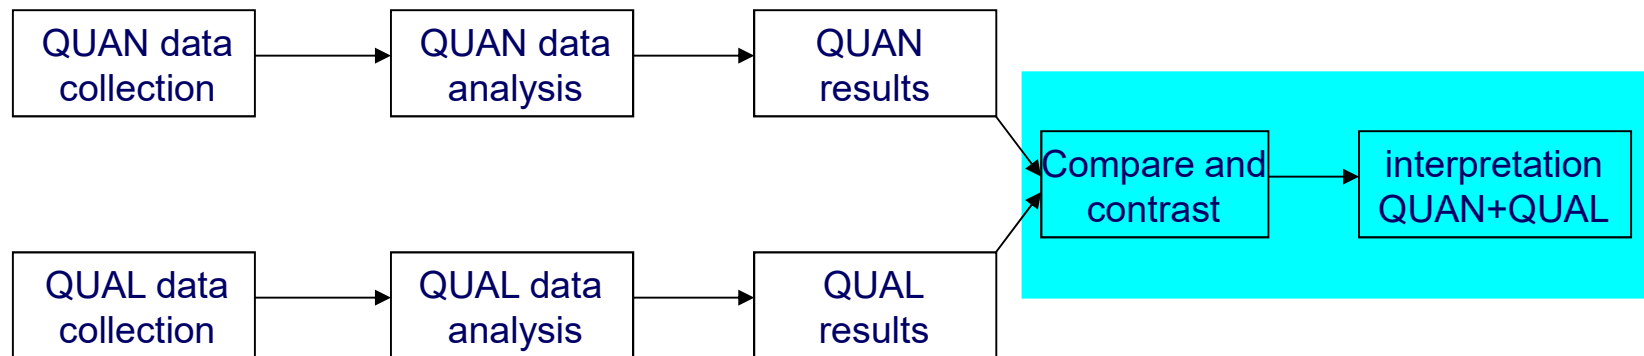 QUAN data
collection
QUAN data
analysis
QUAN
results
Compare and
contrast
interpretation
QUAN+QUAL
QUAL data
collection
QUAL data
analysis
QUAL
results